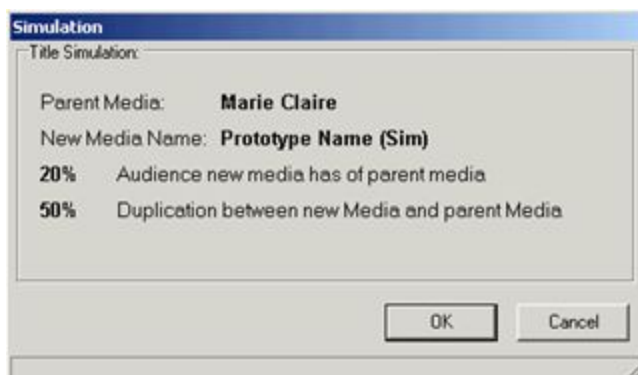 Simulation
Title Simulation:
Parent Media: Marie Claire
New Media Name: Prototype Name (Sim)
20% Audience new media has of parent media
50% Duplication between new Media and parent Media
OK Cancel